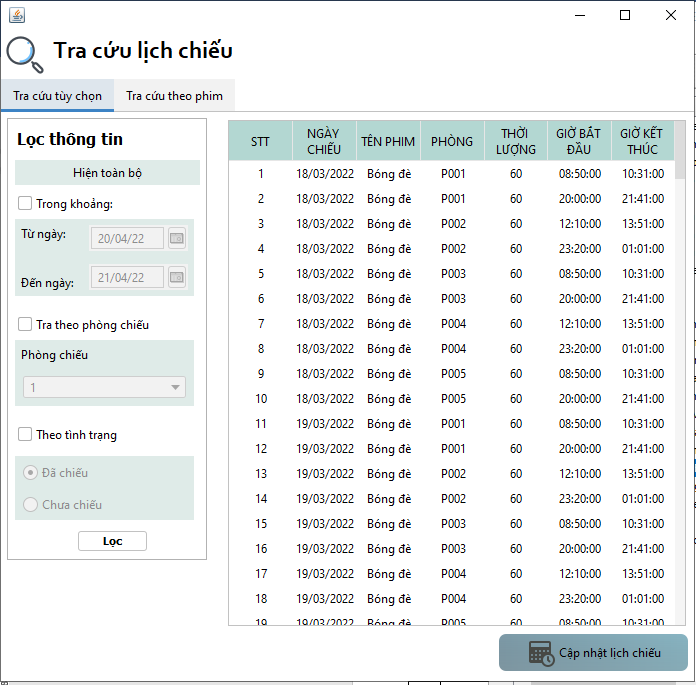 Tra cứu lịch chiếu
Tra cứu tùy chọn Tra cứu theo phim
Lọc thông tin
Hiện toàn bộ
Trong khoảng:
Từ ngày: 20/04/22
Đến ngày: 21/04/22
Tra theo phòng chiếu
Phòng chiếu
1
Theo tình trạng
Đã chiếu
Chưa chiếu
Lọc
STT NGÀY CHIẾU TÊN PHIM PHÒNG THỜI LƯỢNG GIỜ BẮT ĐẦU GIỜ KẾT THÚC
1 18/03/2022 Bóng đè P001 60 08:50:00 10:31:00
2 18/03/2022 Bóng đè P001 60 20:00:00 21:41:00
3 18/03/2022 Bóng đè P002 60 12:10:00 13:51:00
4 18/03/2022 Bóng đè P002 60 23:20:00 01:01:00
5 18/03/2022 Bóng đè P003 60 08:50:00 10:31:00
6 18/03/2022 Bóng đè P003 60 20:00:00 21:41:00
7 18/03/2022 Bóng đè P004 60 12:10:00 13:51:00
8 18/03/2022 Bóng đè P004 60 23:20:00 01:01:00
9 18/03/2022 Bóng đè P005 60 08:50:00 10:31:00
10 18/03/2022 Bóng đè P005 60 20:00:00 21:41:00
11 19/03/2022 Bóng đè P001 60 08:50:00 10:31:00
12 19/03/2022 Bóng đè P001 60 20:00:00 21:41:00
13 19/03/2022 Bóng đè P002 60 12:10:00 13:51:00
14 19/03/2022 Bóng đè P002 60 23:20:00 01:01:00
15 19/03/2022 Bóng đè P003 60 08:50:00 10:31:00
16 19/03/2022 Bóng đè P003 60 20:00:00 21:41:00
17 19/03/2022 Bóng đè P004 60 12:10:00 13:51:00
18 19/03/2022 Bóng đè P004 60 23:20:00 01:01:00
19 19/03/2022 Bóng đè P005 60 08:50:00 10:31:00
Cập nhật lịch chiếu